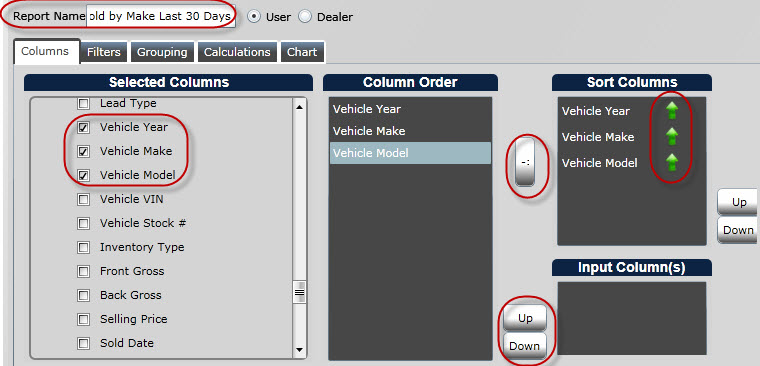 Report Name old by Make Last 30 Days User Dealer
Columns Filters Grouping Calculations Chart
Selected Columns
Lead Type
Vehicle Year
Vehicle Make
Vehicle Model
Vehicle VIN
Vehicle Stock #
Inventory Type
Front Gross
Back Gross
Selling Price
Sold Date
Column Order
Vehicle Year
Vehicle Make
Vehicle Model
-:
Up
Down
Sort Columns
Vehicle Year
Vehicle Make
Vehicle Model
Up
Down
Input Column(s)